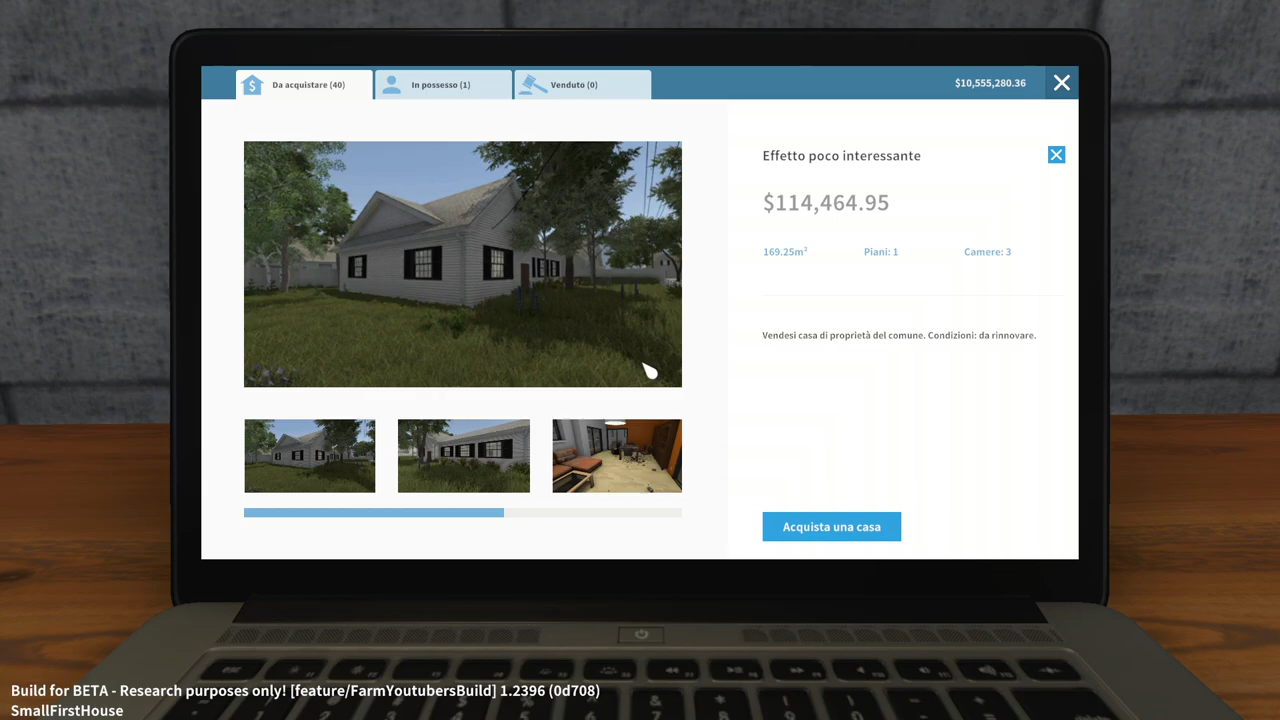 Da acquistare (40)
In possesso (1)
Venduto (0)
$10,555,280.36
Effetto poco interessante
$114,464.95
169.25m²
Piani: 1
Camere: 3
Vendesi casa di proprietà del comune. Condizioni: da rinnovare.
Acquista una casa
Build for BETA - Research purposes only! [feature/FarmYoutubersBuild] 1.2396 (0d708)
SmallFirstHouse